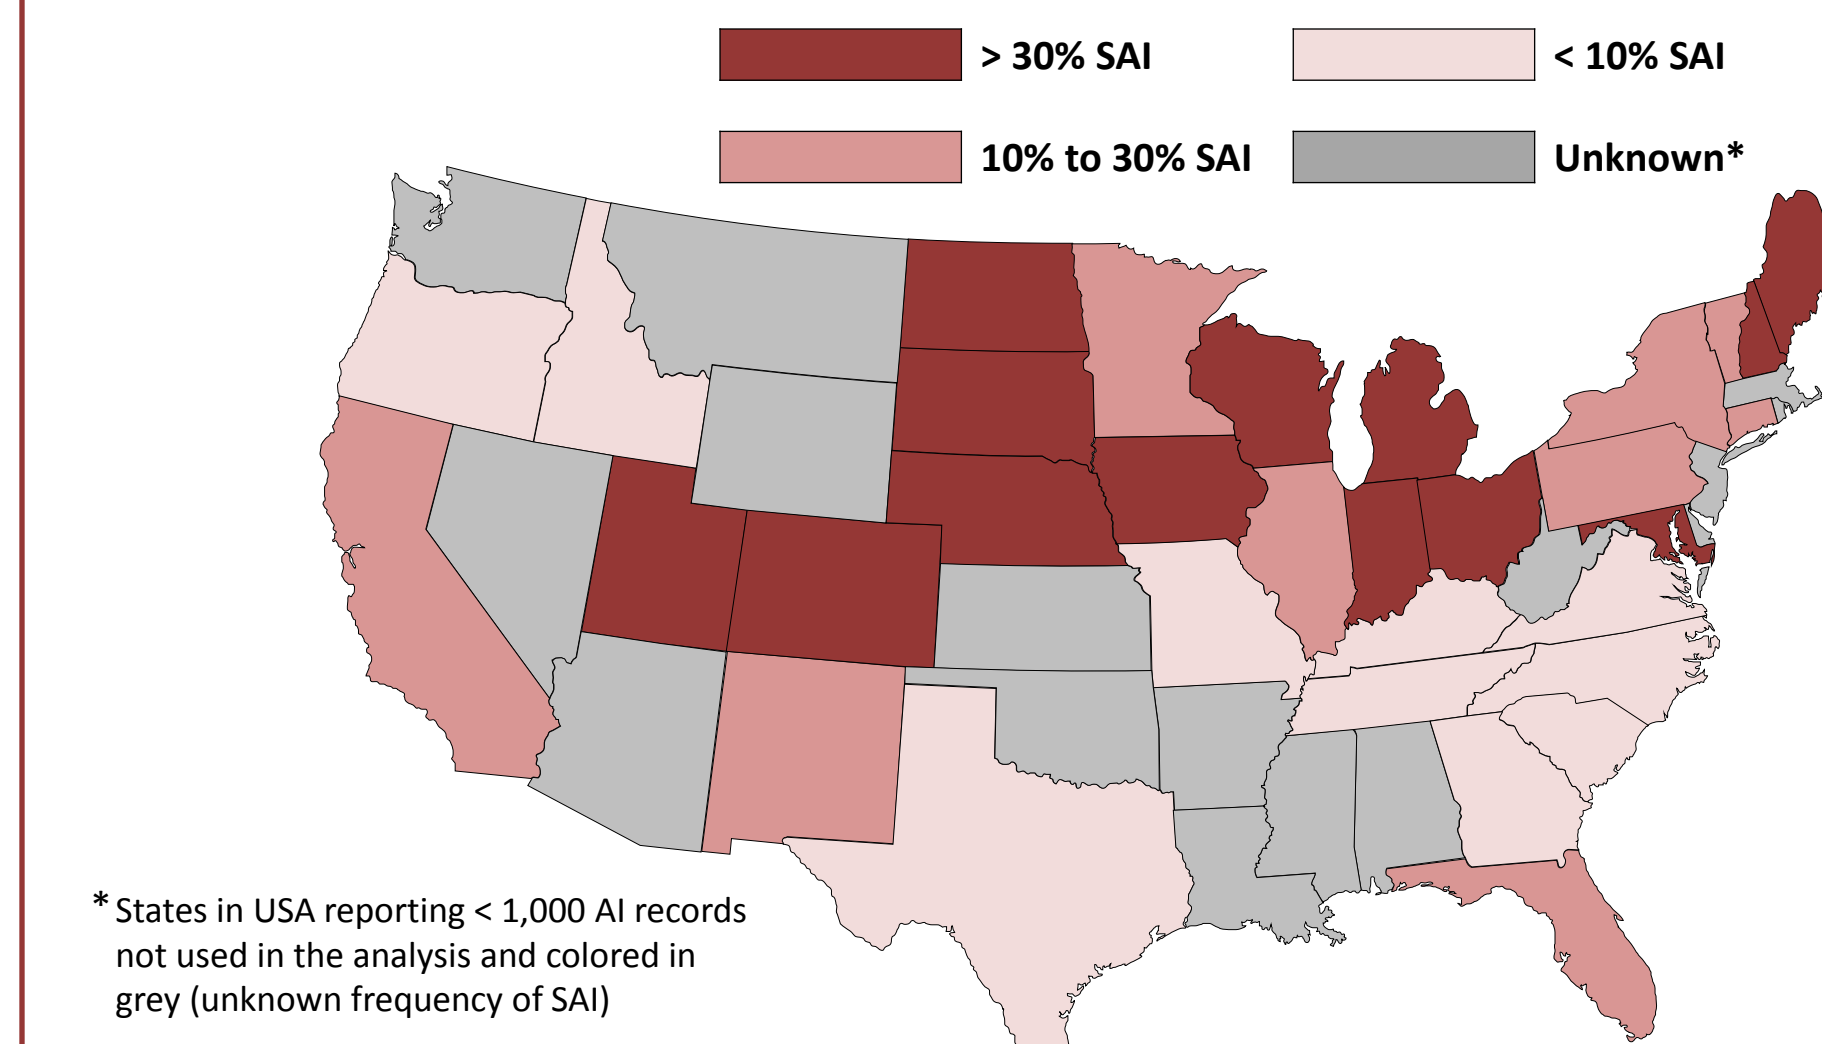 > 30% SAI
< 10% SAI
10% to 30% SAI
Unknown*
* States in USA reporting < 1,000 AI records
not used in the analysis and colored in
grey (unknown frequency of SAI)